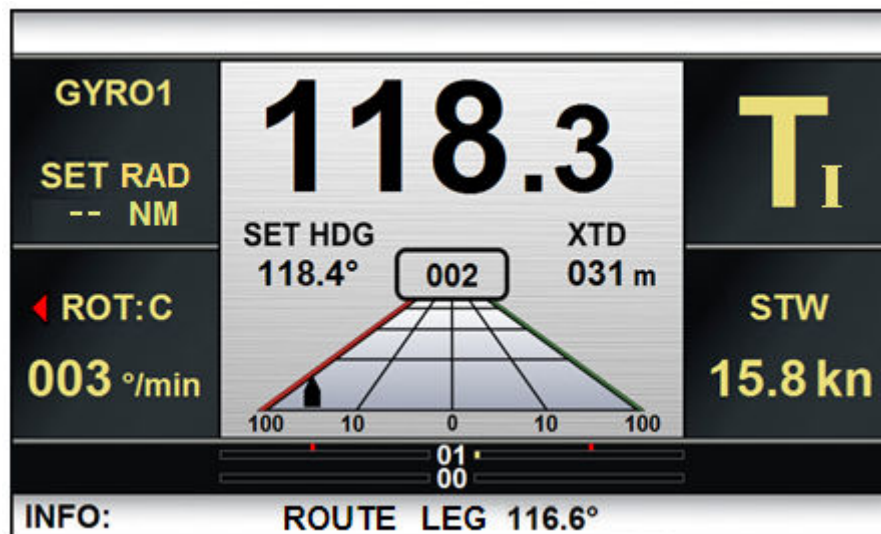 GYRO1
SET RAD
-- NM
118.3
T I
SET HDG
118.4°
002
XTD
031 m
ROT: C
003 °/min
STW
15.8 kn
100 10 0 10 100
01
00
INFO: ROUTE LEG 116.6°